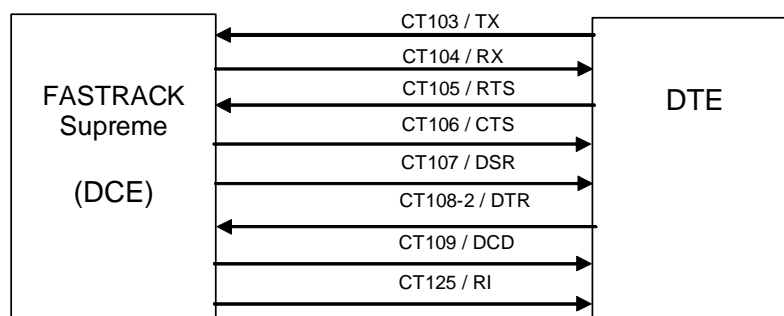 CT103 / TX
CT104 / RX
CT105 / RTS
CT106 / CTS
CT107 / DSR
CT108-2 / DTR
CT109 / DCD
CT125 / RI
FASTRACK
Supreme
(DCE)
DTE